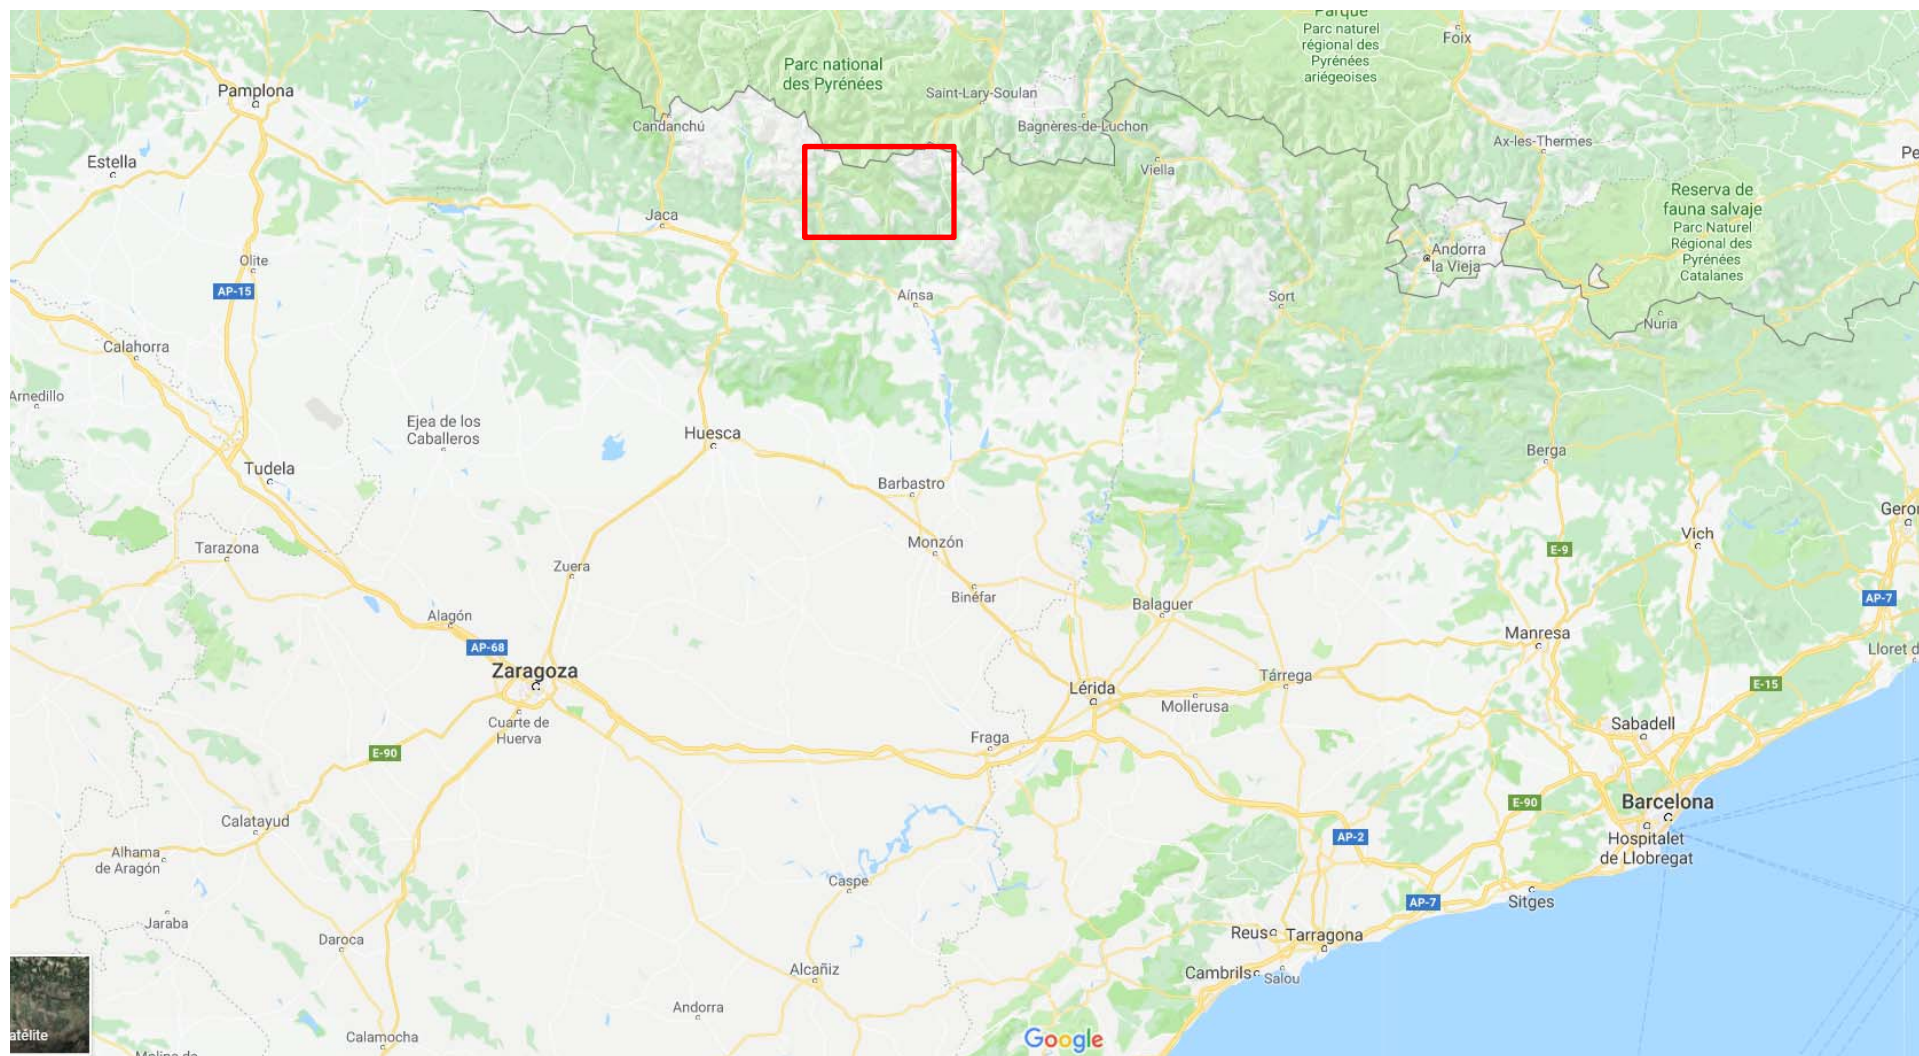 Parque
Parc naturel
régional des
Pyrénées
ariégeoises
Foix
Parc national
des Pyrénées
Pamplona
Saint-Lary-Soulan
Candanchú
Bagnères-de-Luchon
Ax-les-Thermes
Pe
Estella
Viella
Reserva de
fauna salvaje
Parc Naturel
Régional des
Pyrénées
Catalanes
Jaca
Andorra
la Vieja
Olite
AP-15
Aínsa
Sort
Nuria
Calahorra
Arnedillo
Ejea de los
Caballeros
Huesca
Berga
Tudela
Barbastro
Gero
Vich
Tarazona
Monzón
E-9
Zuera
Binéfar
Balaguer
AP-7
Alagón
Manresa
AP-68
Lloret d
Zaragoza
Tárrega
E-15
Lérida
Mollerusa
Cuarte de
Huerva
Sabadell
Fraga
E-90
E-90
Barcelona
Calatayud
AP-2
Hospitalet
de Llobregat
Alhama
de Aragón
Caspe
AP-7
Sitges
Jaraba
Daroca
Reus
Tarragona
Alcañiz
Cambrils
Salou
Andorra
atélite
Calamocha
Google
Molina de